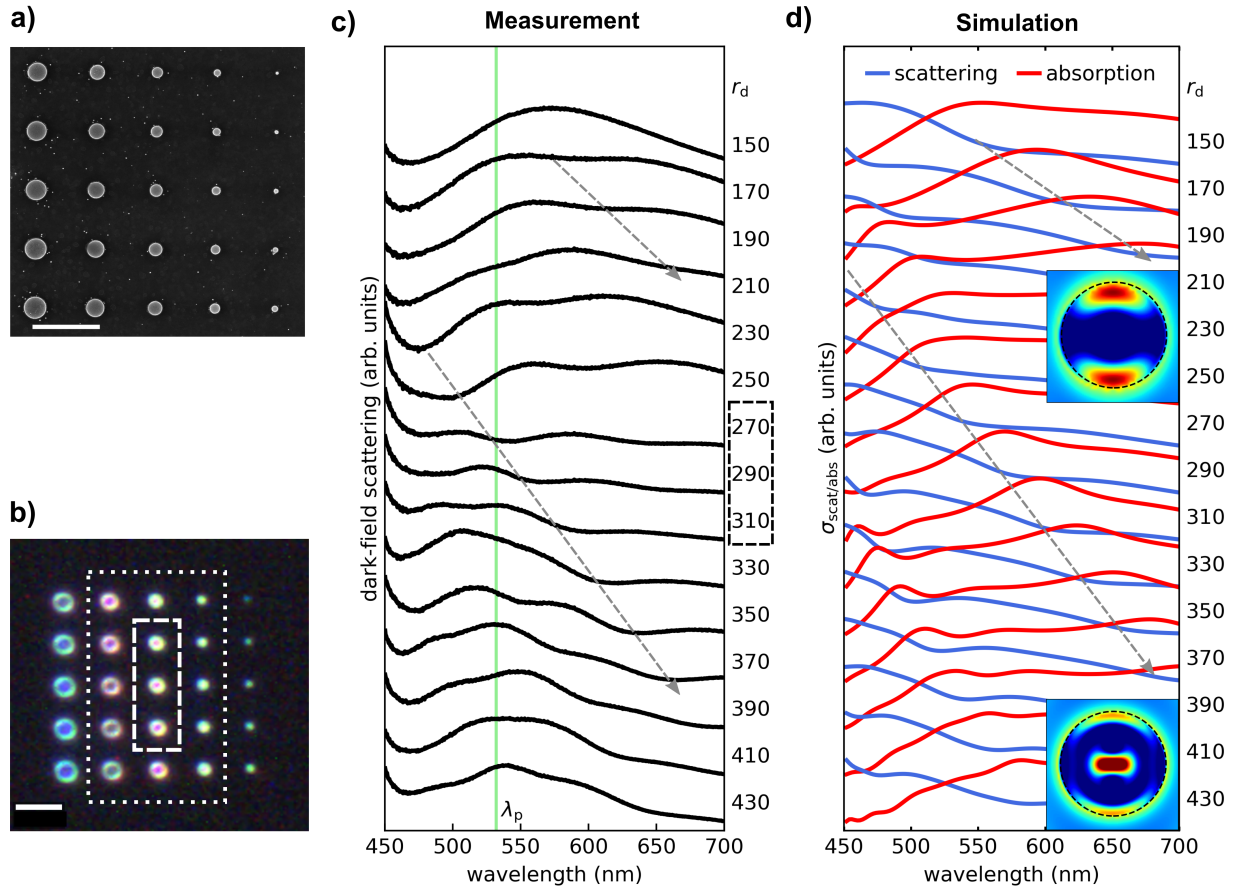 a)
b)
c)
Measurement
dark-field scattering (arb. units)
r_d
150
170
190
210
230
250
270
290
310
330
350
370
390
410
430
λ_p
450 500 550 600 650 700
wavelength (nm)
d)
Simulation
scattering absorption
σ_scat/abs (arb. units)
r_d
150
170
190
210
230
250
270
290
310
330
350
370
390
410
430
450 500 550 600 650 700
wavelength (nm)